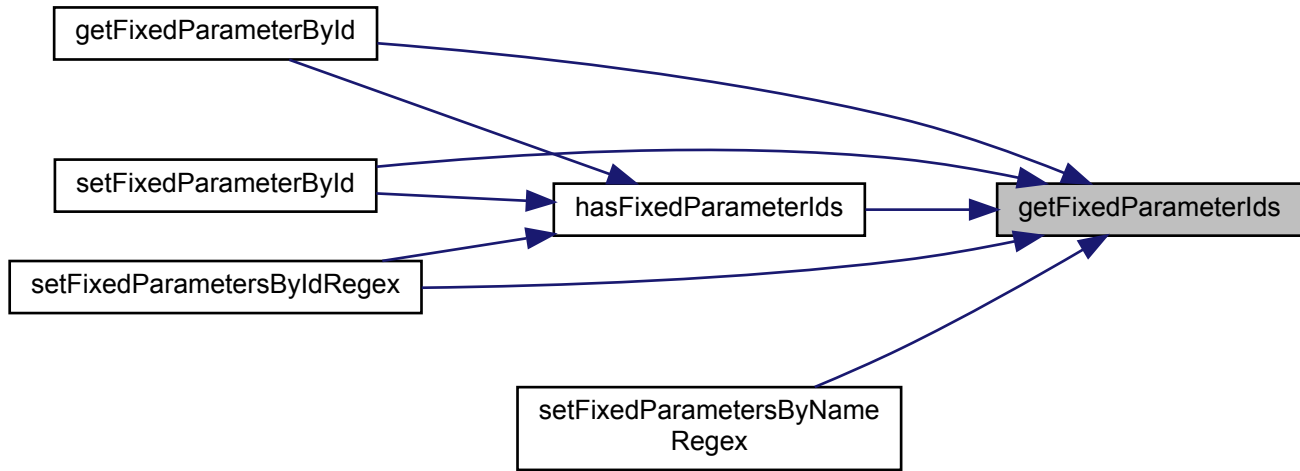 getFixedParameterById
setFixedParameterById
hasFixedParameterIds
getFixedParameterIds
setFixedParametersByIdRegex
setFixedParametersByName
Regex